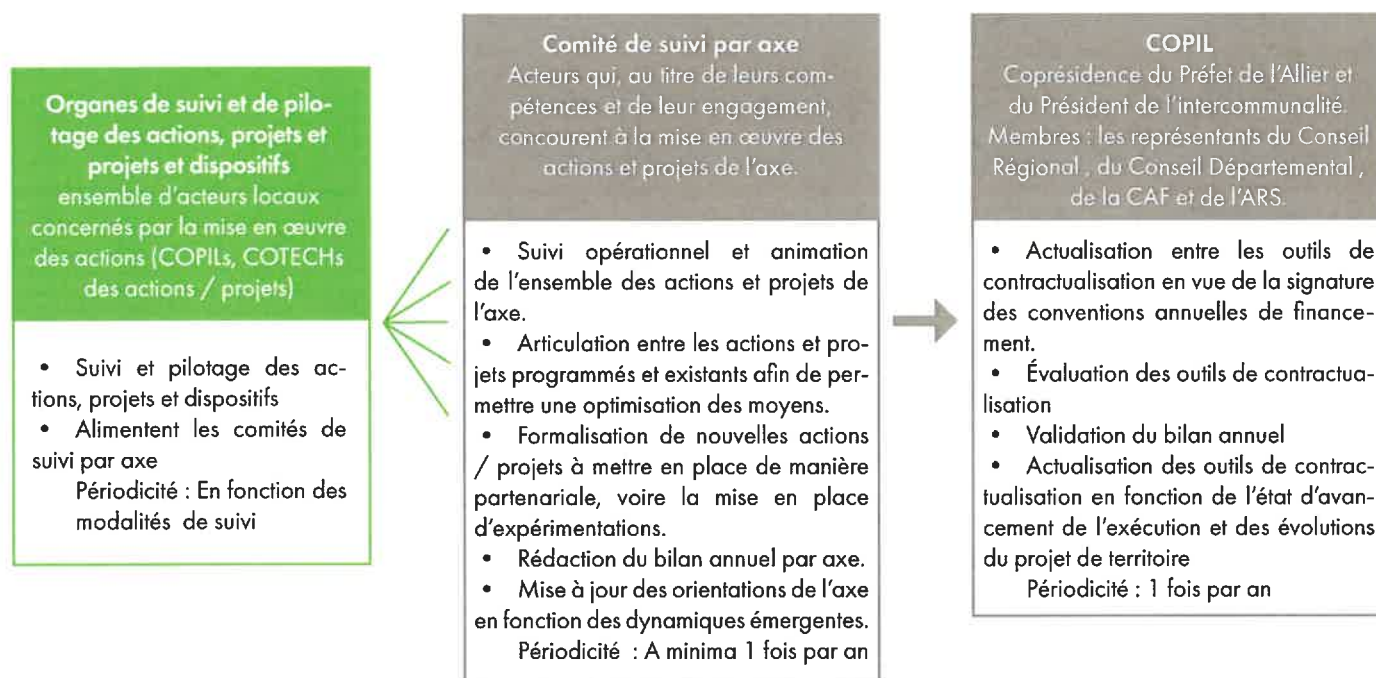 Organes de suivi et de pilo-
tage des actions, projets et
projets et dispositifs
ensemble d'acteurs locaux
concernés par la mise en œuvre
des actions (COPILs, COTECHs
des actions / projets)
• Suivi et pilotage des ac-
tions, projets et dispositifs
• Alimentent les comités de
suivi par axe
Périodicité : En fonction des
modalités de suivi
Comité de suivi par axe
Acteurs qui, au titre de leurs com-
pétences et de leur engagement,
concourent à la mise en œuvre des
actions et projets de l'axe.
• Suivi opérationnel et animation
de l'ensemble des actions et projets de
l'axe.
• Articulation entre les actions et pro-
jets programmés et existants afin de per-
mettre une optimisation des moyens.
• Formalisation de nouvelles actions
/ projets à mettre en place de manière
partenariale, voire la mise en place
d'expérimentations.
• Rédaction du bilan annuel par axe.
• Mise à jour des orientations de l'axe
en fonction des dynamiques émergentes.
Périodicité : A minima 1 fois par an
COPIL
Coprésidence du Préfet de l'Allier et
du Président de l'intercommunalité.
Membres : les représentants du Conseil
Régional , du Conseil Départemental ,
de la CAF et de l'ARS.
• Actualisation entre les outils de
contractualisation en vue de la signature
des conventions annuelles de finance-
ment.
• Évaluation des outils de contractua-
lisation
• Validation du bilan annuel
• Actualisation des outils de contrac-
tualisation en fonction de l'état d'avan-
cement de l'exécution et des évolutions
du projet de territoire
Périodicité : 1 fois par an